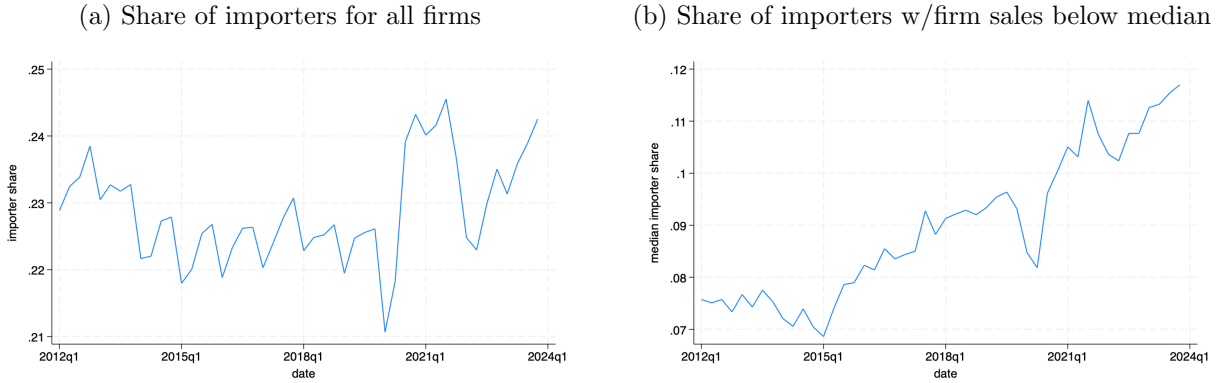 (a) Share of importers for all firms
.25
.24
.23
.22
.21
importer share
2012q1 2015q1 2018q1 2021q1 2024q1
date
(b) Share of importers w/firm sales below median
.12
.11
.1
.09
.08
.07
median importer share
2012q1 2015q1 2018q1 2021q1 2024q1
date